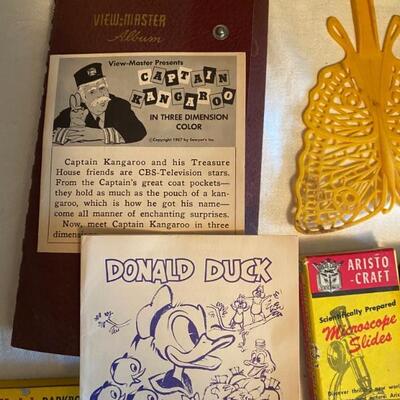 VIEW-MASTER
Album
View-Master Presents
CAPTAIN
KANGAROO
IN THREE DIMENSION
COLOR
© Copyright 1957 by Sawyer's Inc.
Captain Kangaroo and his Treasure
House friends are CBS-Television stars.
From the Captain's great coat pockets—
they hold as much as the pouch of a kan-
garoo, which is how he got his name—
come all manner of enchanting surprises.
Now, meet Captain Kangaroo in three
DONALD DUCK
ARISTO
-CRAFT
Scientifically Prepared
Microscope
Slides